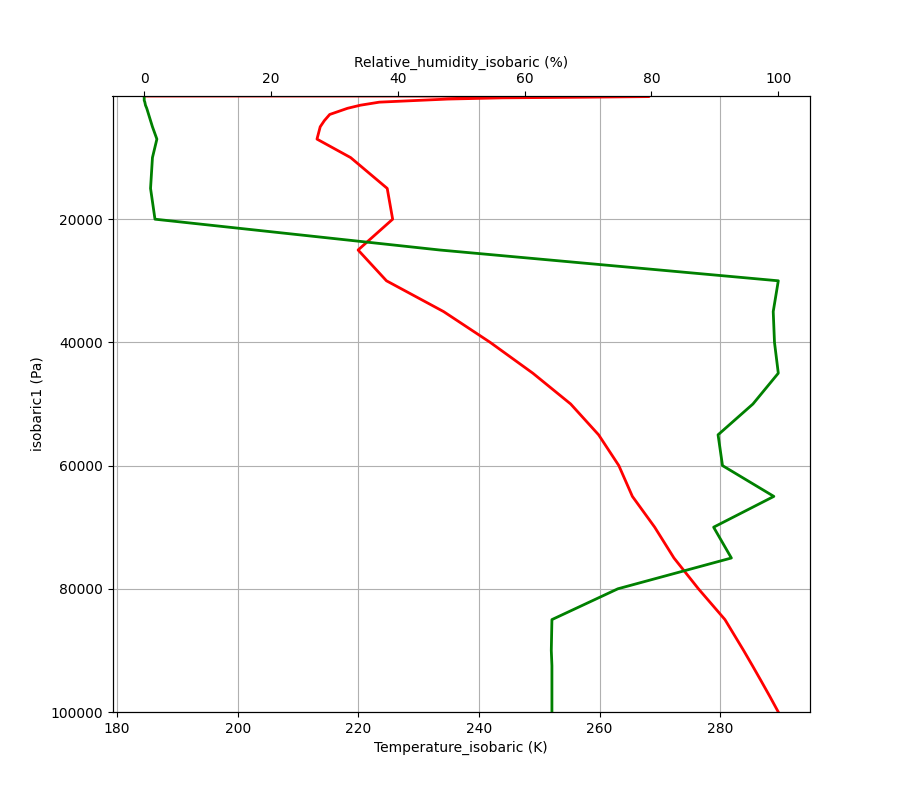 Relative_humidity_isobaric (%)
0 20 40 60 80 100
isobaric1 (Pa)
20000
40000
60000
80000
100000
180 200 220 240 260 280
Temperature_isobaric (K)